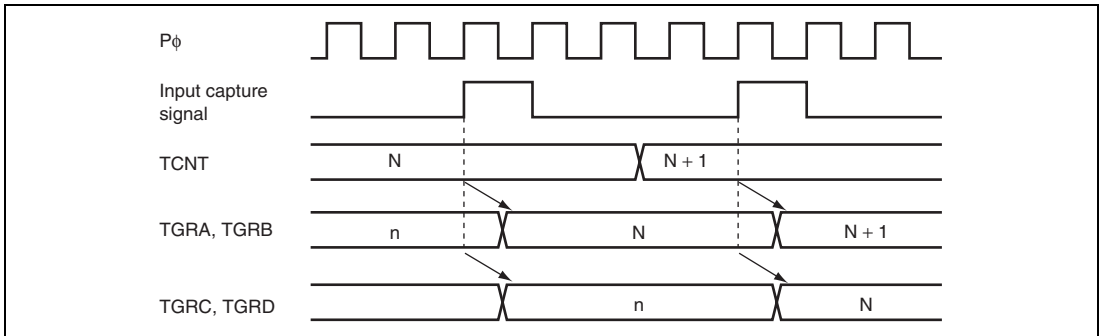 Pϕ
Input capture
signal
TCNT
N
N + 1
TGRA, TGRB
n
N
N + 1
TGRC, TGRD
n
N